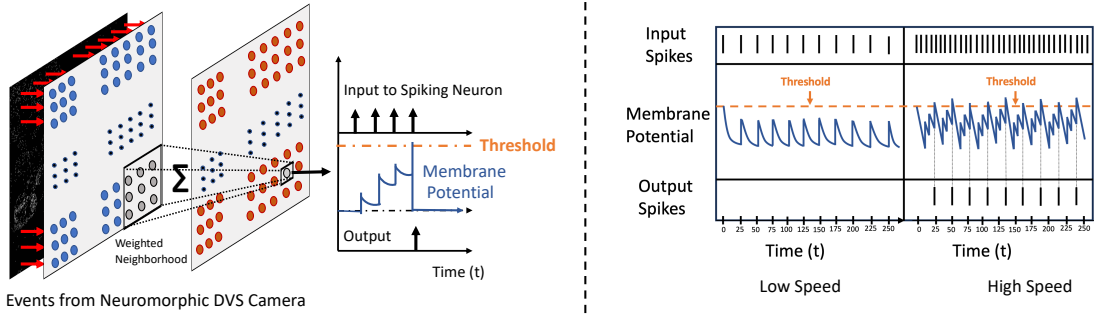 Input to Spiking Neuron
Threshold
Membrane
Potential
Σ
Weighted
Neighborhood
Output
Time (t)
Events from Neuromorphic DVS Camera
Input
Spikes
Threshold
Threshold
Membrane
Potential
Output
Spikes
0 25 50 75 100 125 150 175 200 225 250
0 25 50 75 100 125 150 175 200 225 250
Time (t)
Time (t)
Low Speed
High Speed